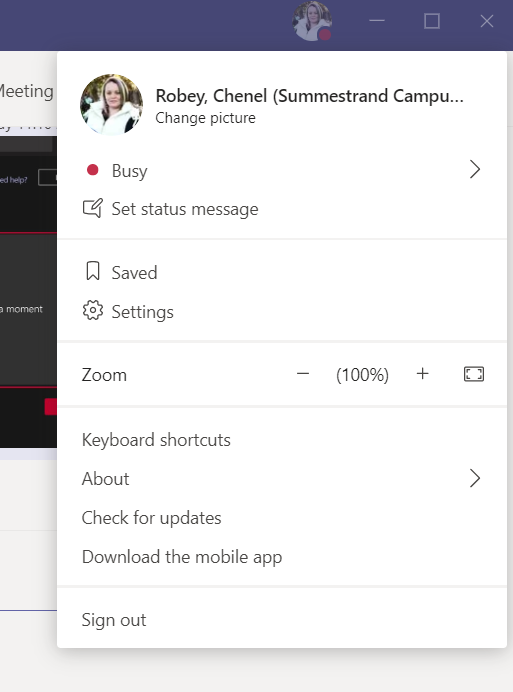 Meeting
Robey, Chenel (Summestrand Campu...
Change picture
Busy
Set status message
ed help?
Saved
a moment
Settings
Zoom
(100%)
Keyboard shortcuts
About
Check for updates
Download the mobile app
Sign out